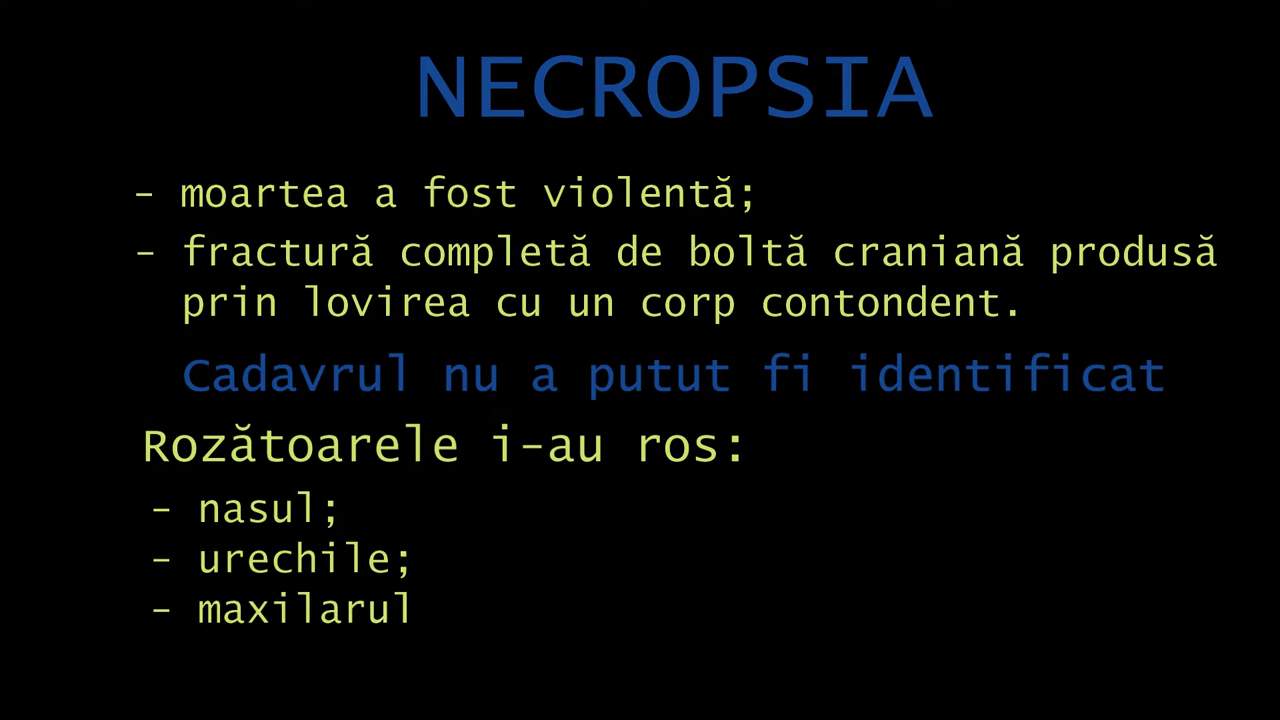 NECROPSIA
- moartea a fost violentă;
- fractură completă de boltă craniană produsă
prin lovirea cu un corp contondent.
Cadavrul nu a putut fi identificat
Rozătoarele i-au ros:
- nasul;
- urechile;
- maxilarul